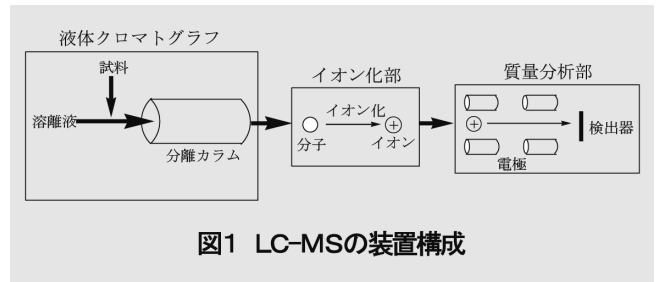 液体クロマトグラフ
試料
溶離液
分離カラム
イオン化部
イオン化
分子
イオン
質量分析部
検出器
電極
図1 LC-MSの装置構成